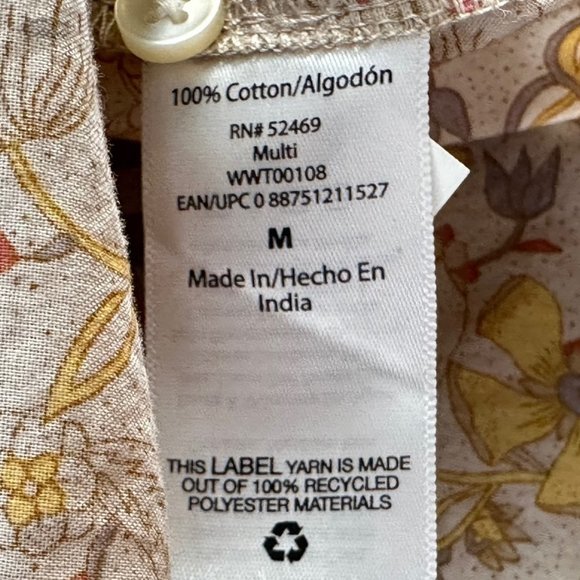 100% Cotton/Algodón
RN# 52469
Multi
WWT00108
EAN/UPC 0 88751211527
M
Made In/Hecho En
India
THIS LABEL YARN IS MADE
OUT OF 100% RECYCLED
POLYESTER MATERIALS